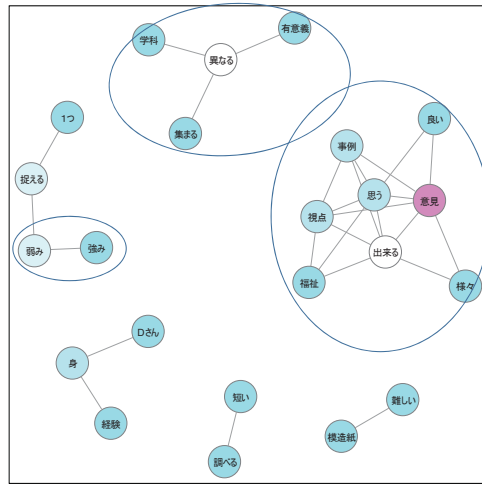 学科
有意義
異なる
集まる
1つ
捉える
弱み
強み
良い
事例
思う
意見
視点
出来る
福祉
様々
Dさん
身
経験
短い
調べる
難しい
模造紙